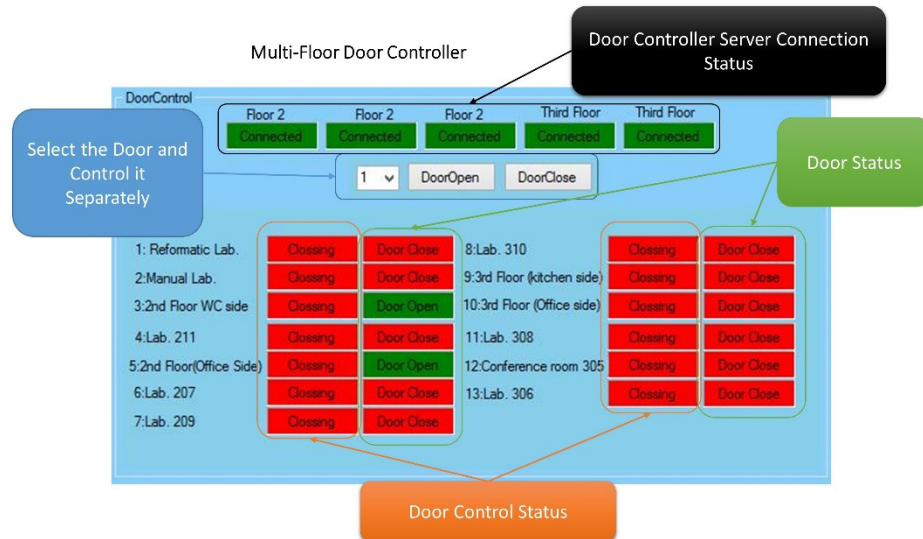 Multi-Floor Door Controller
Door Controller Server Connection
Status
DoorControl
Floor 2 Floor 2 Floor 2 Third Floor Third Floor
Connected Connected Connected Connected Connected
Select the Door and
Control it
Separately
1 DoorOpen DoorClose
Door Status
1: Reformatic Lab. Clossing Door Close
2:Manual Lab. Clossing Door Close
3:2nd Floor WC side Clossing Door Open
4:Lab. 211 Clossing Door Close
5:2nd Floor(Office Side) Clossing Door Open
6:Lab. 207 Clossing Door Close
7:Lab. 209 Clossing Door Close
8:Lab. 310 Clossing Door Close
9:3rd Floor (kitchen side) Clossing Door Close
10:3rd Floor (Office side) Clossing Door Close
11:Lab. 308 Clossing Door Close
12:Conference room 305 Clossing Door Close
13:Lab. 306 Clossing Door Close
Door Control Status